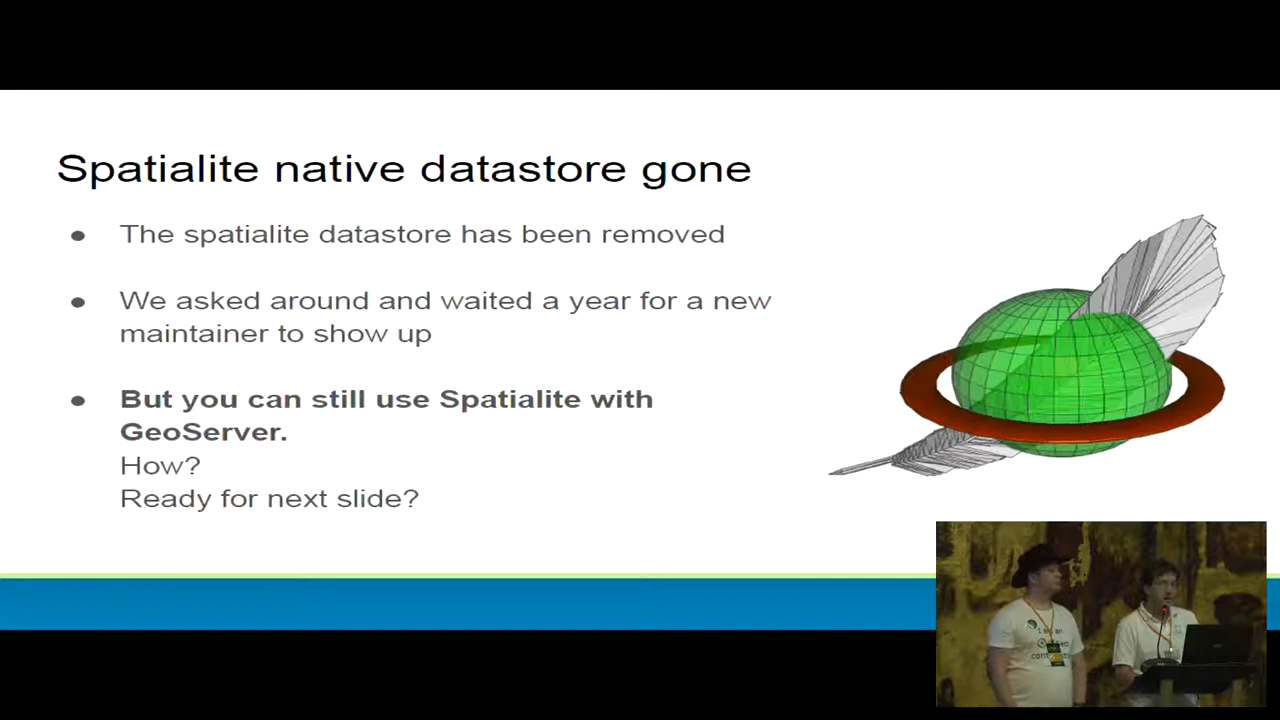 Spatialite native datastore gone
● The spatialite datastore has been removed
● We asked around and waited a year for a new
maintainer to show up
● But you can still use Spatialite with
GeoServer.
How?
Ready for next slide?